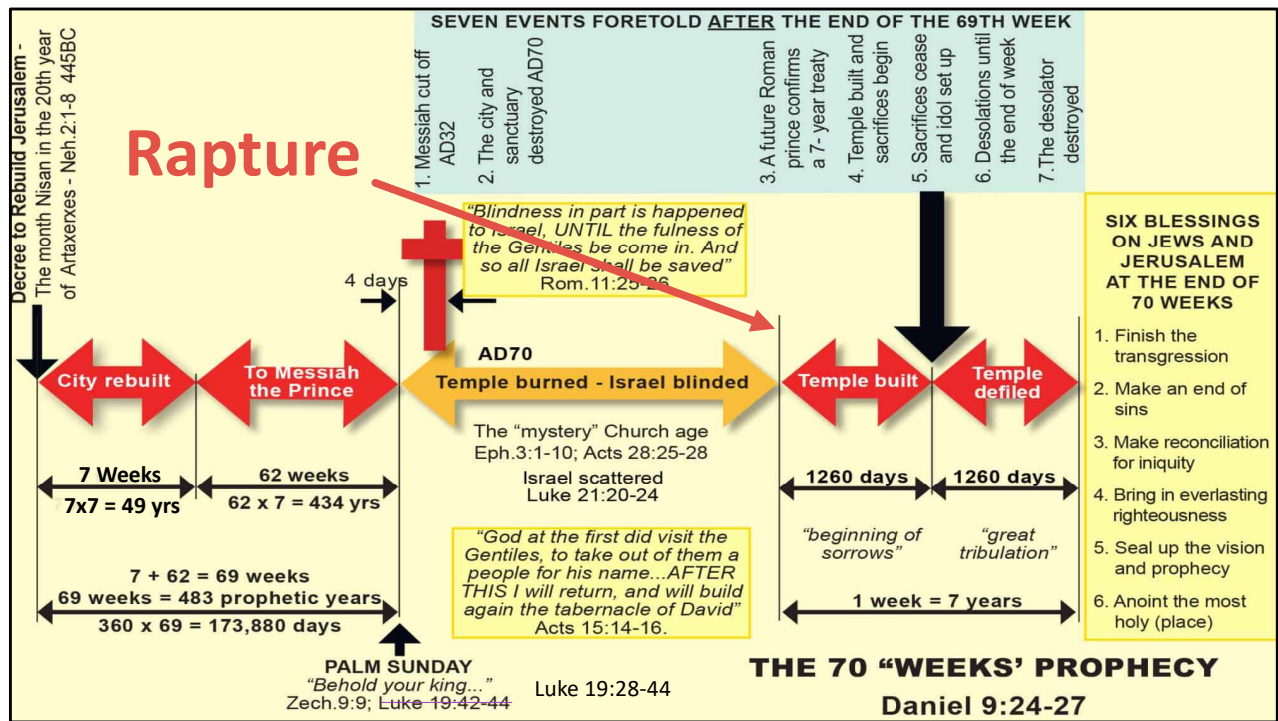 SEVEN EVENTS FORETOLD AFTER THE END OF THE 69TH WEEK
Decree to Rebuild Jerusalem -
The month Nisan in the 20th year
of Artaxerxes - Neh.2:1-8 445BC
1. Messiah cut off
AD32
2. The city and
sanctuary
destroyed AD70
3. A future Roman
prince confirms
a 7- year treaty
4. Temple built and
sacrifices begin
5. Sacrifices cease
and idol set up
6. Desolations until
the end of week
7.The desolator
destroyed
Rapture
"Blindness in part is happened
to Israel, UNTIL the fulness of
the Gentiles be come in. And
so all Israel shall be saved"
Rom.11:25-26
4 days
SIX BLESSINGS
ON JEWS AND
JERUSALEM
AT THE END OF
70 WEEKS
1. Finish the
transgression
2. Make an end of
sins
3. Make reconciliation
for iniquity
4. Bring in everlasting
righteousness
5. Seal up the vision
and prophecy
6. Anoint the most
holy (place)
City rebuilt
To Messiah
the Prince
AD70
Temple burned - Israel blinded
Temple built
Temple
defiled
The "mystery" Church age
Eph.3:1-10; Acts 28:25-28
Israel scattered
Luke 21:20-24
7 Weeks
7x7 = 49 yrs
62 weeks
62 x 7 = 434 yrs
1260 days
1260 days
"beginning of
sorrows"
"great
tribulation"
"God at the first did visit the
Gentiles, to take out of them a
people for his name...AFTER
THIS I will return, and will build
again the tabernacle of David"
Acts 15:14-16.
7 + 62 = 69 weeks
69 weeks = 483 prophetic years
360 x 69 = 173,880 days
1 week = 7 years
PALM SUNDAY
"Behold your king..."
Zech.9:9; Luke 19:42-44
Luke 19:28-44
THE 70 "WEEKS' PROPHECY
Daniel 9:24-27